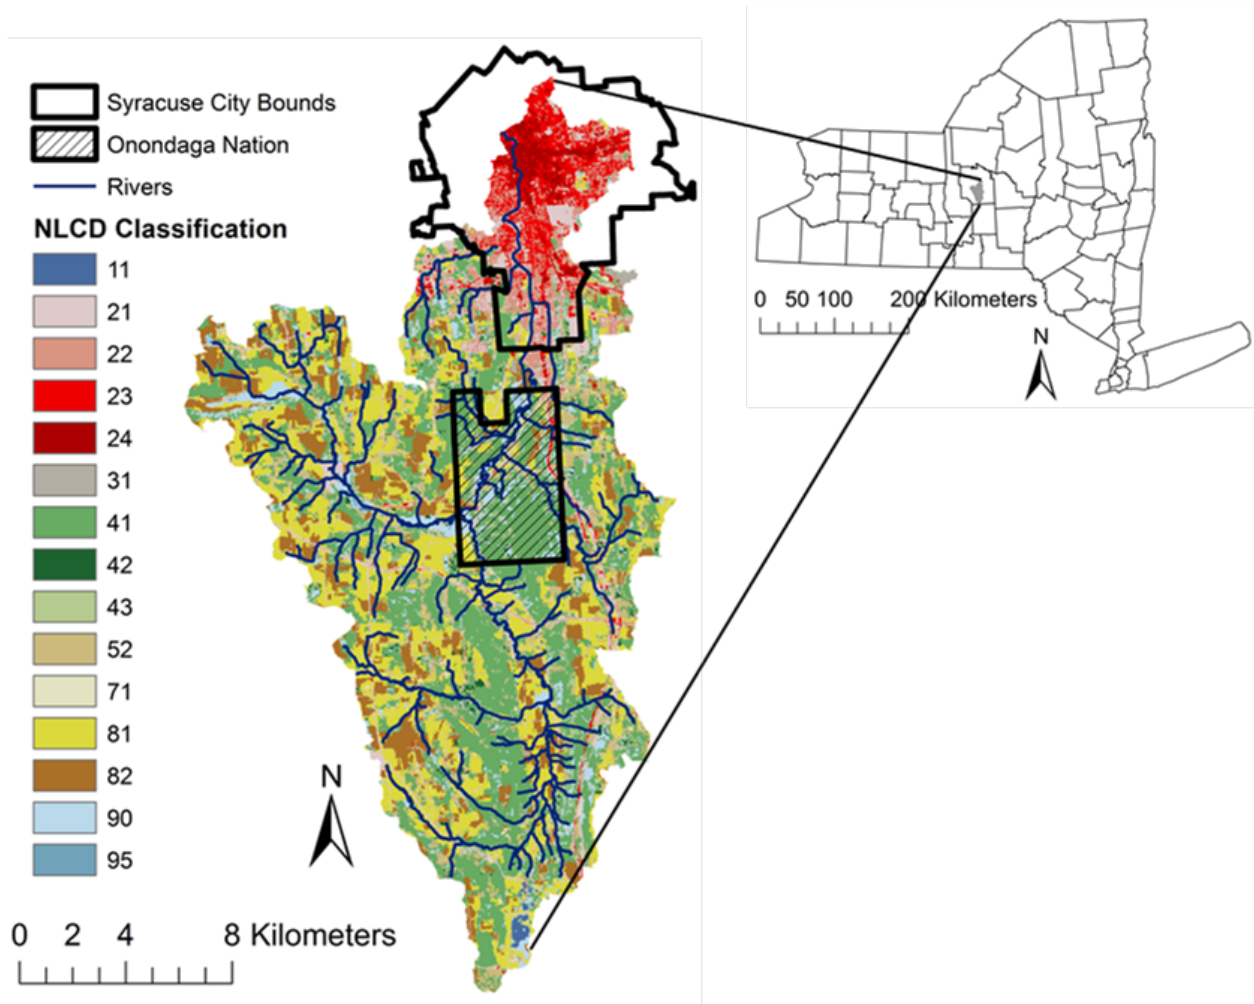 Syracuse City Bounds
Onondaga Nation
Rivers
NLCD Classification
11
21
22
23
24
31
41
42
43
52
71
81
82
90
95
N
0 2 4 8 Kilometers
0 50 100 200 Kilometers
N